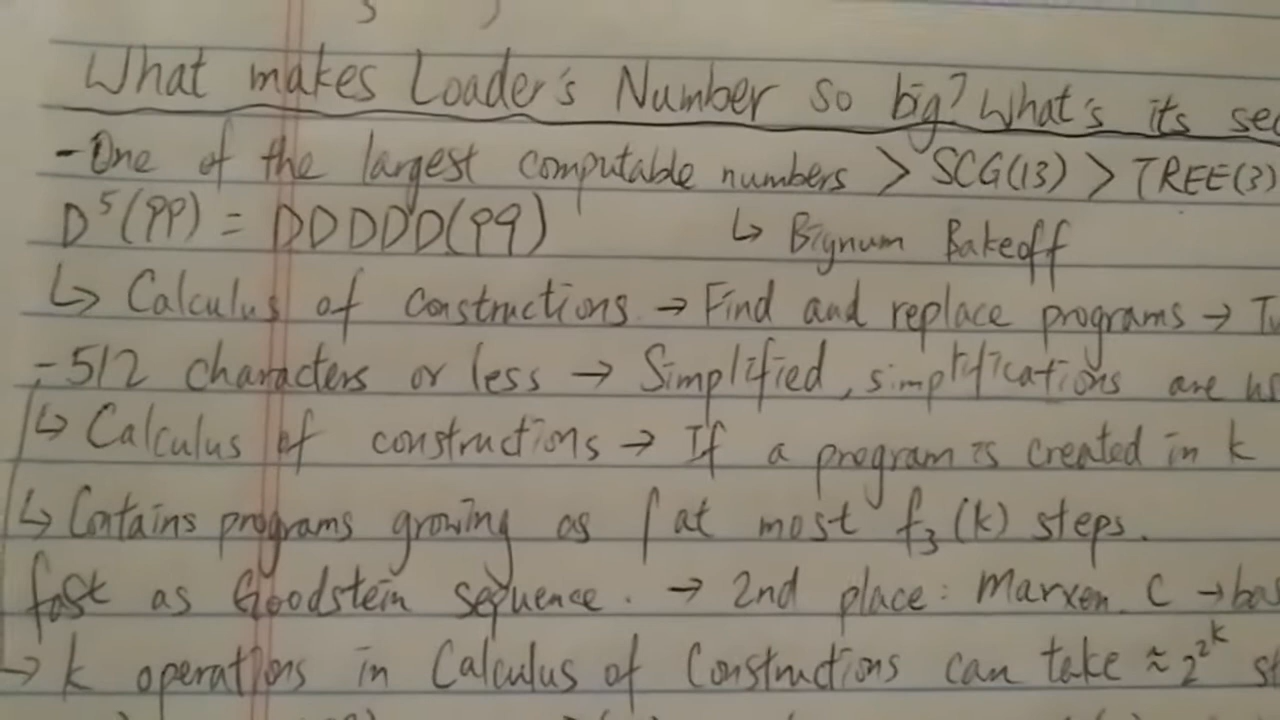 What makes Loader's Number so big? What's its
-One of the largest computable numbers > SCG(13) > TREE(3)
D⁵(99) = DDDDD(99) ↳ Bignum Bakeoff
↳ Calculus of constructions → Find and replace programs →
-512 characters or less → Simplified, simplifications are
↳ Calculus of constructions → If a program is created in k
↳ Contains programs growing as at most f₃(k) steps.
fast as Goodstein sequence. → 2nd place: Marxen. C →
→ k operations in Calculus of Constructions can take ≈ 2^2^k